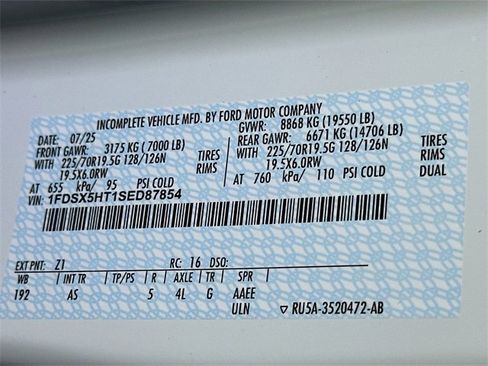 INCOMPLETE VEHICLE MFD. BY FORD MOTOR COMPANY
DATE: 07/25 GVWR: 8868 KG (19550 LB)
FRONT GAWR: 3175 KG (7000 LB) REAR GAWR: 6671 KG (14706 LB)
WITH 225/70R19.5G 128/126N TIRES WITH 225/70R19.5G 128/126N TIRES
19.5X6.0RW RIMS 19.5X6.0RW RIMS
AT 655 kPa/ 95 PSI COLD AT 760 kPa/ 110 PSI COLD DUAL
VIN: 1FDSX5HT1SED87854
EXT PNT: Z1 RC: 16 DSO:
WB INT TR TP/PS R AXLE TR SPR
192 AS 5 4L G AAEE
ULN ▽ RU5A-3520472-AB